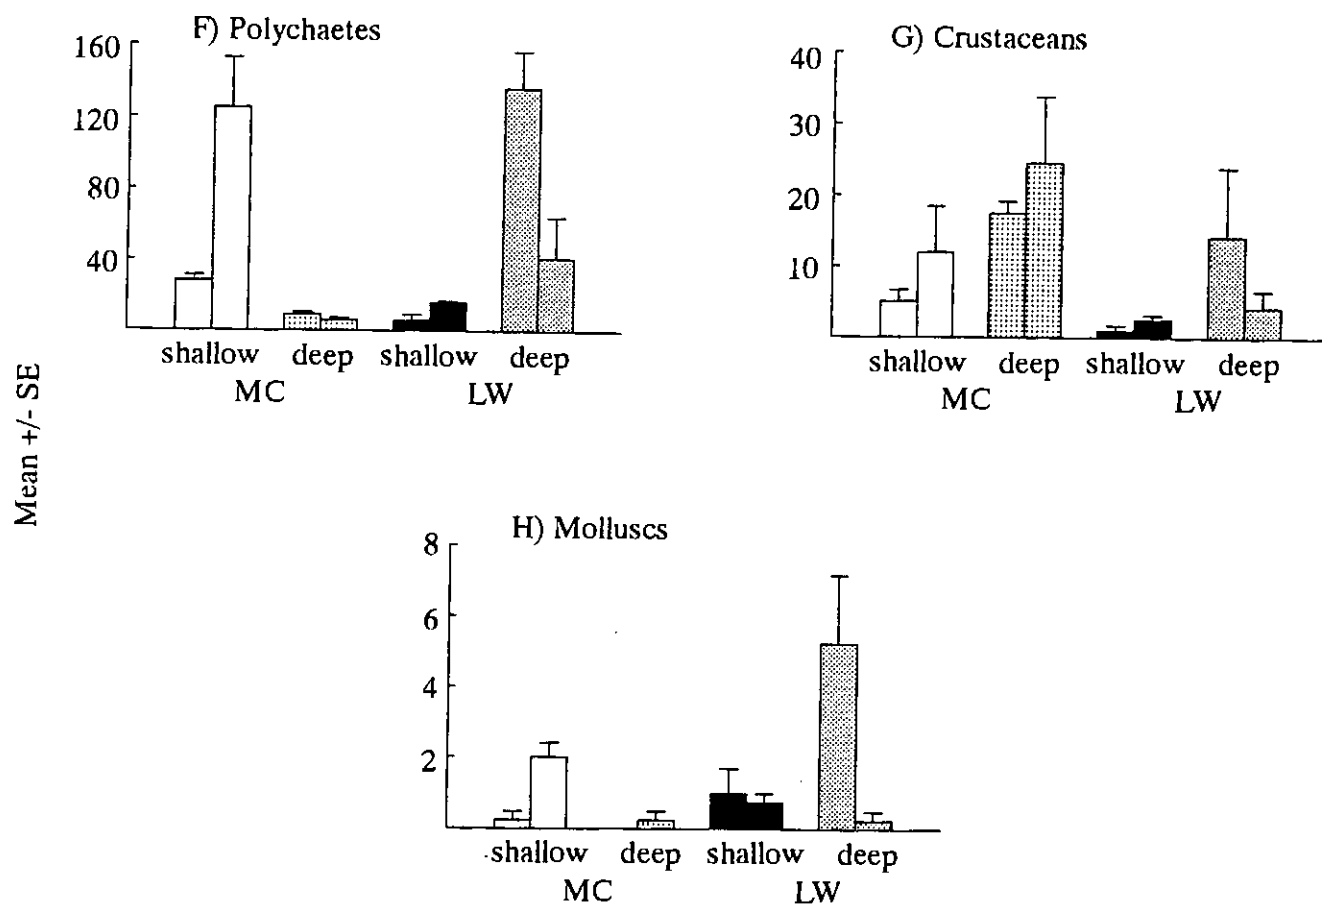 F) Polychaetes
160
120
80
40
shallow deep shallow deep
MC LW
G) Crustaceans
40
30
20
10
shallow deep shallow deep
MC LW
Mean +/- SE
H) Molluscs
8
6
4
2
shallow deep shallow deep
MC LW